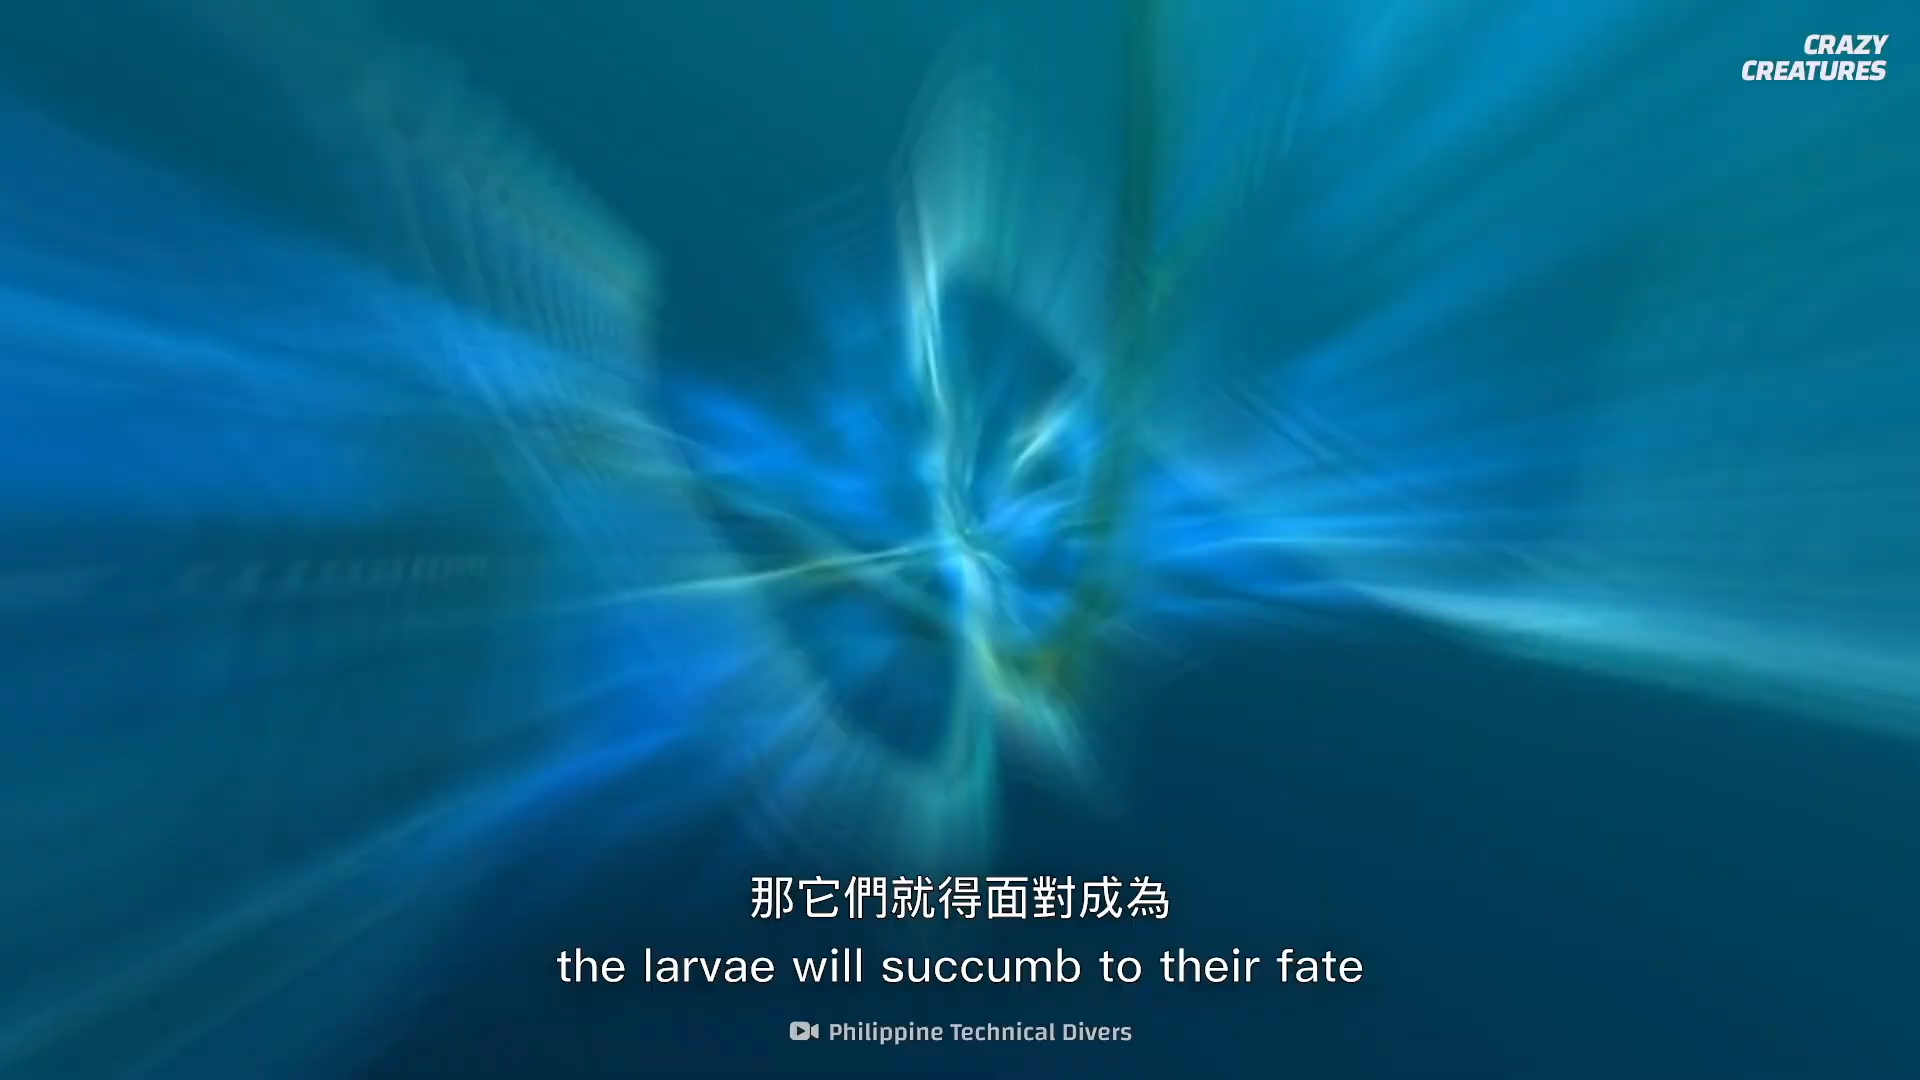 CRAZY
CREATURES
那它們就得面對成為
the larvae will succumb to their fate
Philippine Technical Divers